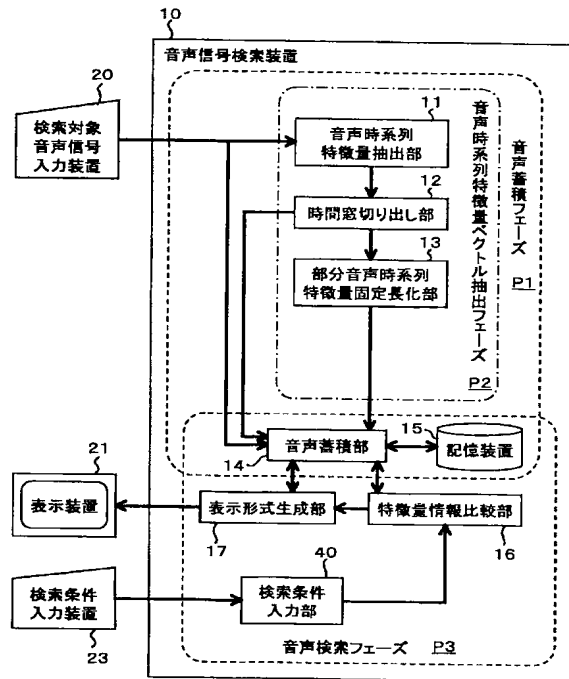 10
音声信号検索装置
20
検索対象
音声信号
入力装置
11
音声時系列
特徴量抽出部
12
時間窓切り出し部
13
部分音声時系列
特徴量固定長化部
音声時系列特徴量ベクトル抽出フェーズ
P2
音声蓄積フェーズ
P1
14
音声蓄積部
15
記憶装置
21
表示装置
表示形式生成部
17
特徴量情報比較部
16
検索条件
入力装置
23
40
検索条件
入力部
音声検索フェーズ P3